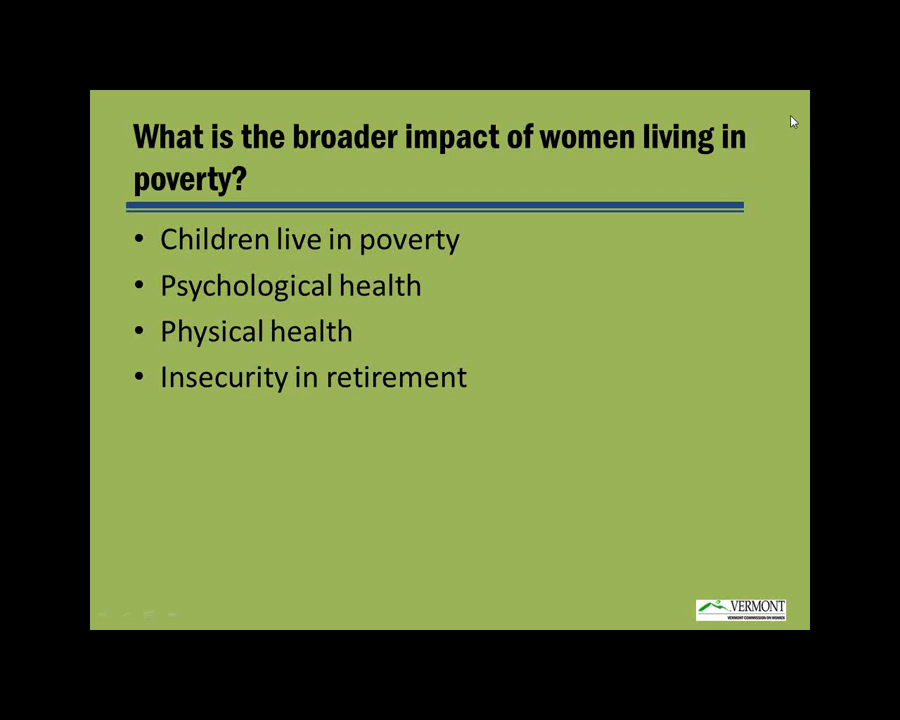 What is the broader impact of women living in
poverty?
• Children live in poverty
• Psychological health
• Physical health
• Insecurity in retirement
VERMONT
VERMONT COMMISSION ON WOMEN